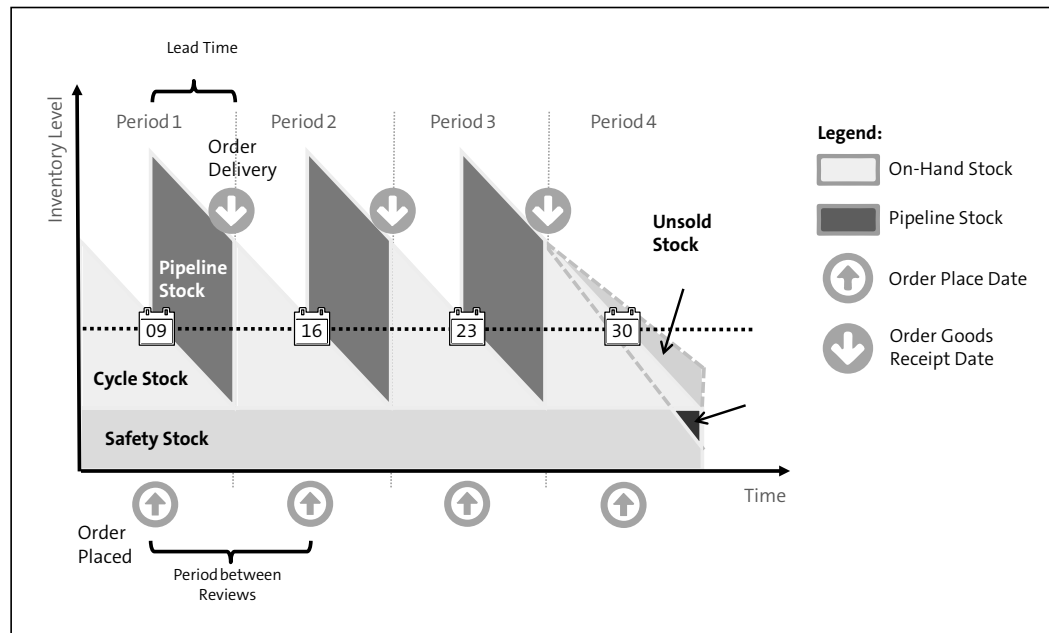 Lead Time
Inventory Level
Period 1
Period 2
Period 3
Period 4
Order
Delivery
Pipeline
Stock
Unsold
Stock
09
16
23
30
Cycle Stock
Safety Stock
Time
Order
Placed
Period between
Reviews
Legend:
On-Hand Stock
Pipeline Stock
Order Place Date
Order Goods
Receipt Date